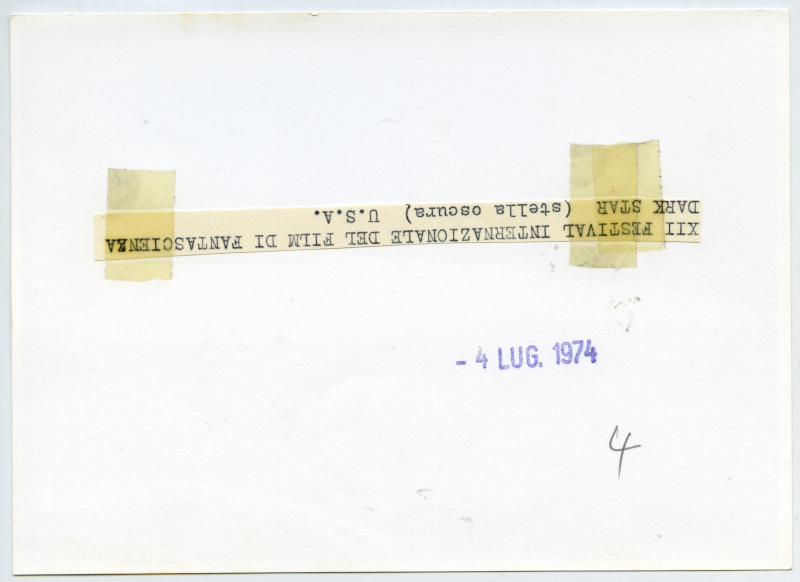 XII FESTIVAL INTERNAZIONALE DEL FILM DI FANTASCIENZA
DARK STAR (stella oscura) U.S.A.
- 4 LUG. 1974
4